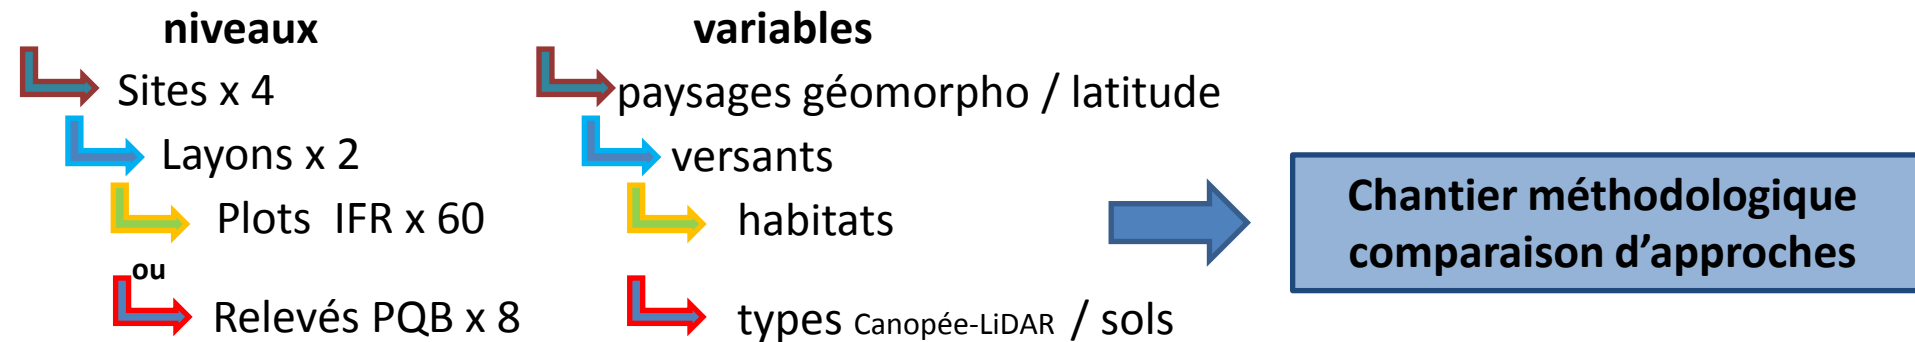 niveaux
Sites x 4
Layons x 2
Plots IFR x 60
ou
Relevés PQB x 8
variables
paysages géomorpho / latitude
versants
habitats
types Canopée-LiDAR / sols
Chantier méthodologique
comparaison d’approches